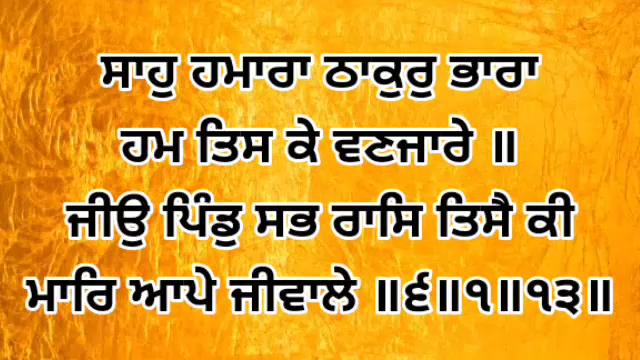 ਸਾਹੁ ਹਮਾਰਾ ਠਾਕੁਰੁ ਭਾਰਾ
ਹਮ ਤਿਸ ਕੇ ਵਣਜਾਰੇ ॥
ਜੀਉ ਪਿੰਡੁ ਸਭ ਰਾਸਿ ਤਿਸੈ ਕੀ
ਮਾਰਿ ਆਪੇ ਜੀਵਾਲੇ ॥੬॥੧॥੧੩॥